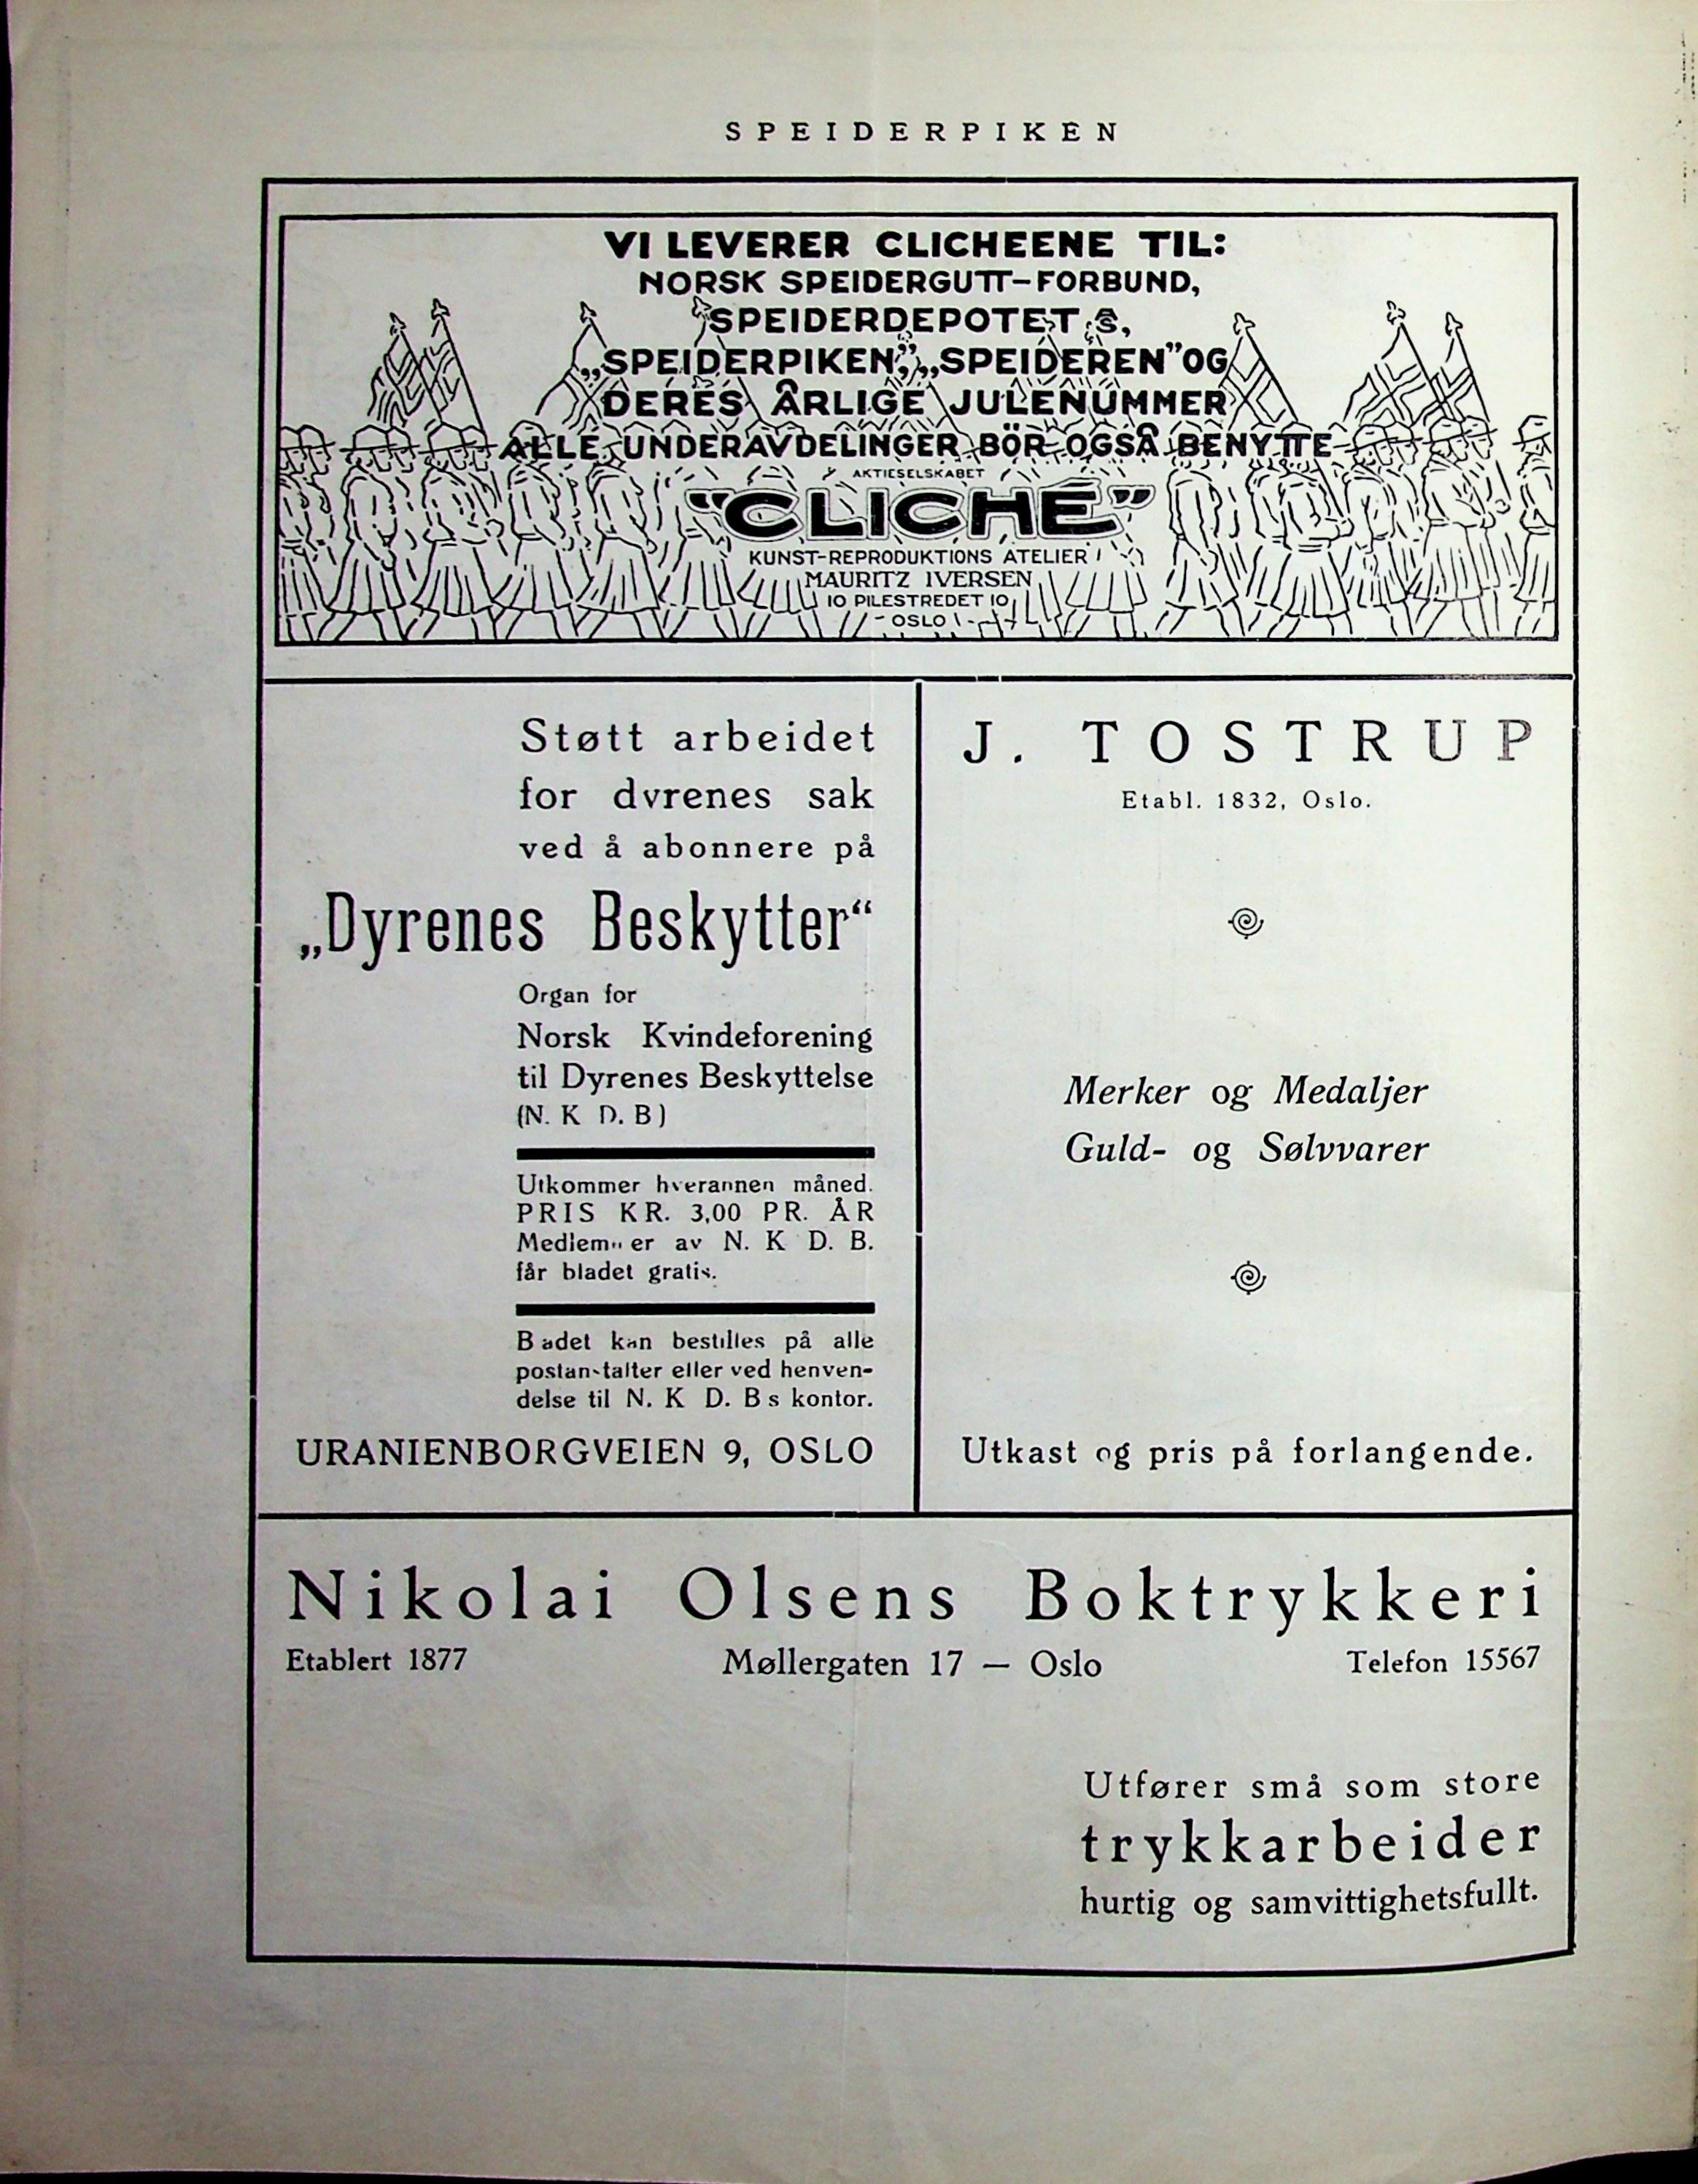 SPEIDERPIKEN
VI LEVERER CLICHEENE TIL:
NORSK SPEIDERGUTT-FORBUND,
SPEIDERDEPOTET
„SPEIDERPIKEN”, „SPEIDEREN” OG
DERES ÅRLIGE JULENUMMER
ALLE UNDERAVDELINGER BÖR OGSÅ BENYTTE
AKTIESELSKABET
"CLICHÉ"
KUNST-REPRODUKTIONS ATELIER
MAURITZ IVERSEN
10 PILESTREDET 10
- OSLO -
Støtt arbeidet
for dyrenes sak
ved å abonnere på
„Dyrenes Beskytter“
Organ for
Norsk Kvindeforening
til Dyrenes Beskyttelse
(N. K D. B)
Utkommer hverannen måned.
PRIS KR. 3,00 PR. ÅR
Medlemmer av N. K D. B.
får bladet gratis.
B adet kan bestilles på alle
postanstalter eller ved henven-
delse til N. K D. B s kontor.
URANIENBORGVEIEN 9, OSLO
J. TOSTRUP
Etabl. 1832, Oslo.
Merker og Medaljer
Guld- og Sølvvarer
Utkast og pris på forlangende.
Nikolai Olsens Boktrykkeri
Etablert 1877 Møllergaten 17 — Oslo Telefon 15567
Utfører små som store
trykkarbeider
hurtig og samvittighetsfullt.